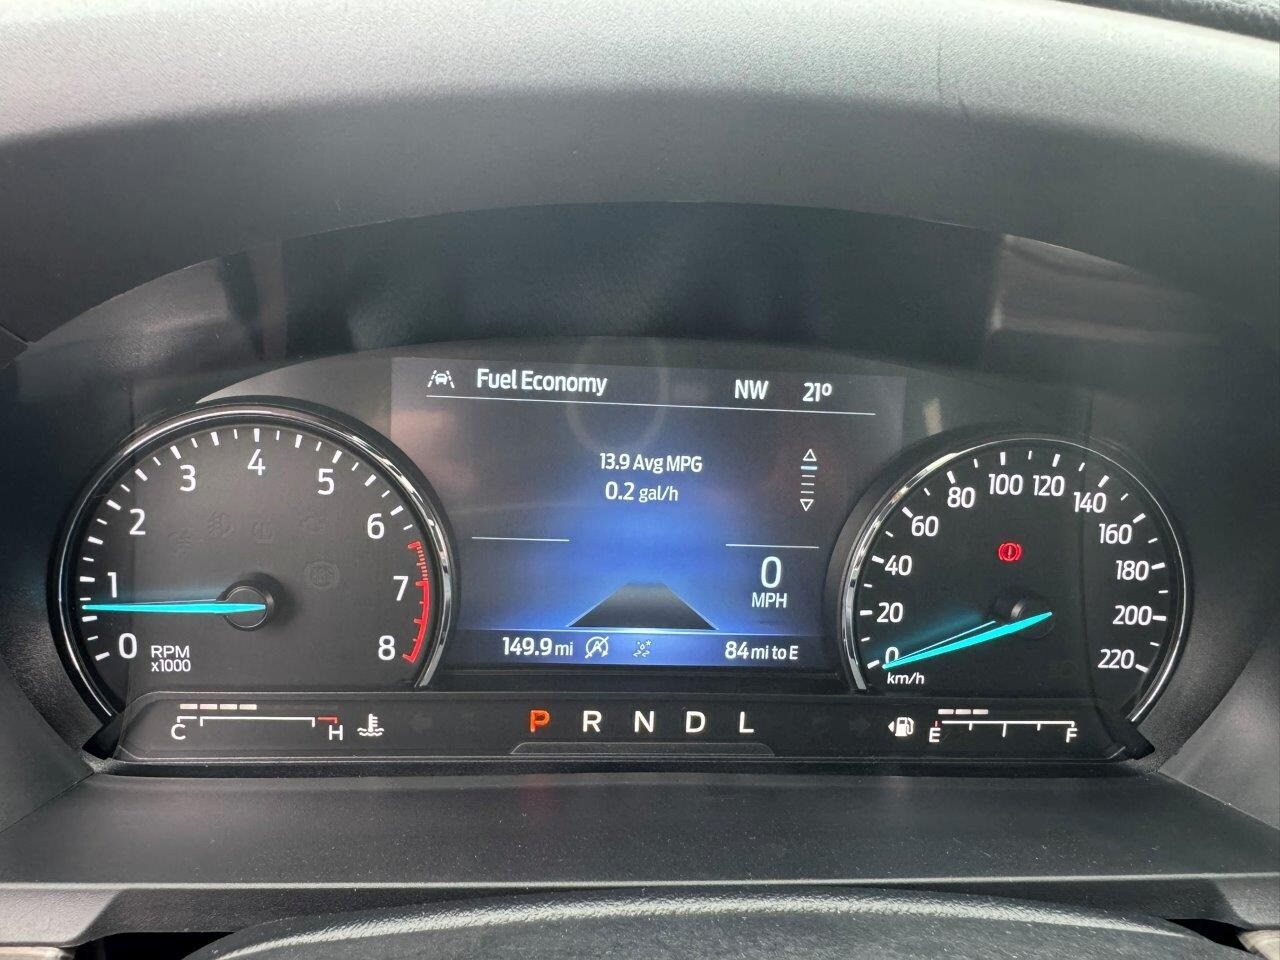 Fuel Economy NW 21º
13.9 Avg MPG
0.2 gal/h
0
MPH
149.9 mi A 84 mi to E
0 1 2 3 4 5 6 7 8
RPM
x1000
0 20 40 60 80 100 120 140 160 180 200 220
km/h
C H
P R N D L
E F